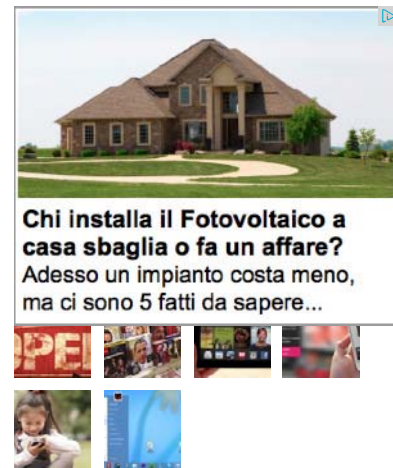 Chi installa il Fotovoltaico a
casa sbaglia o fa un affare?
Adesso un impianto costa meno,
ma ci sono 5 fatti da sapere...
OPEN